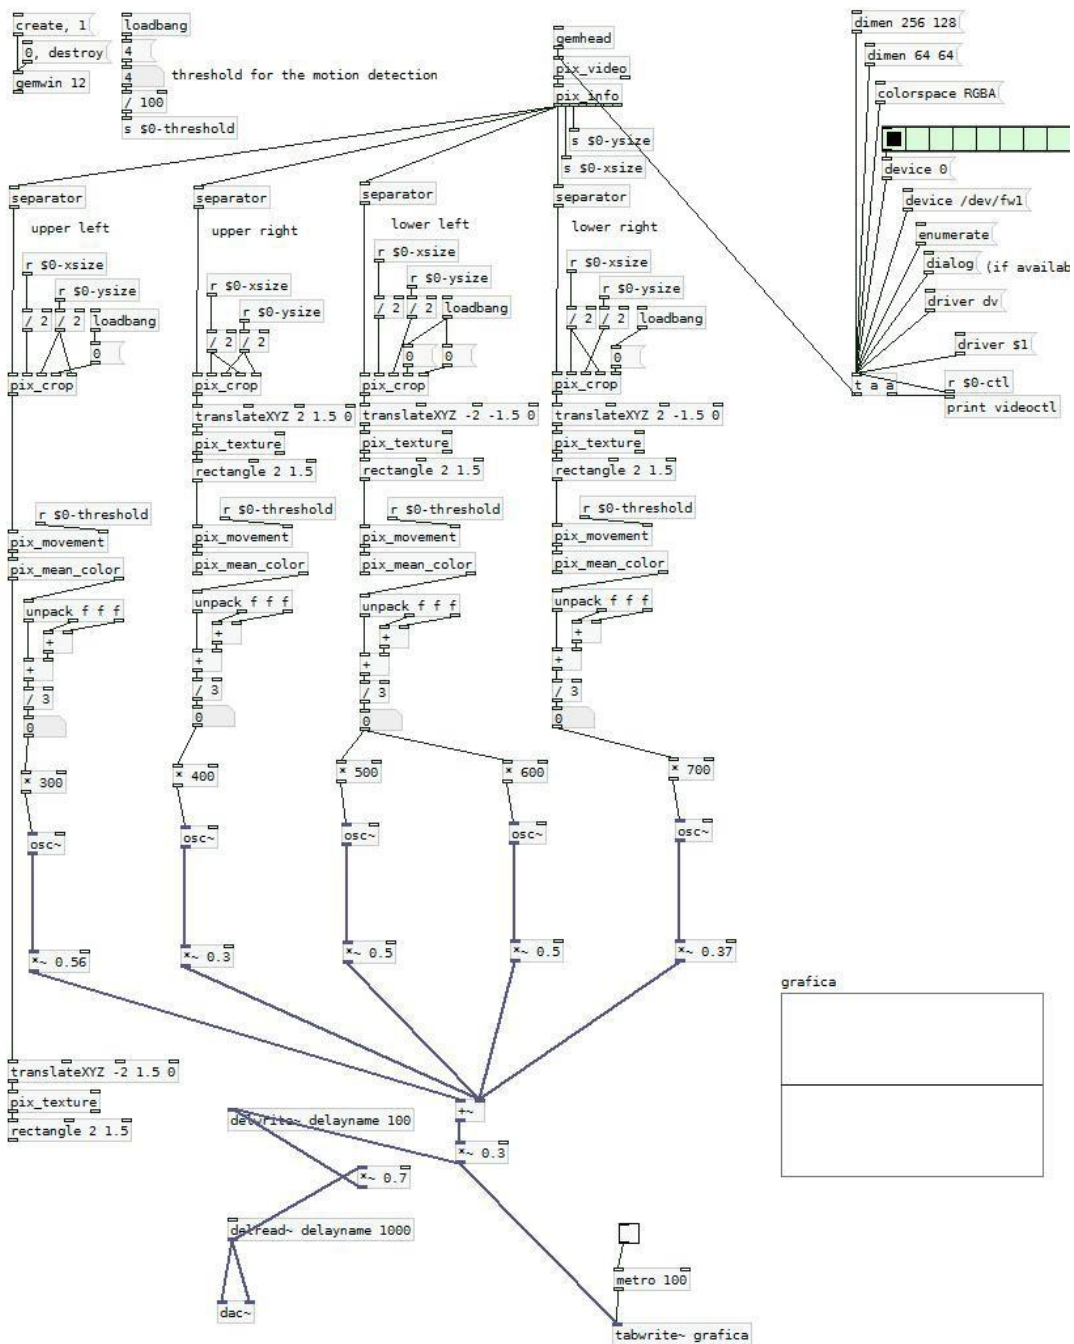 create, 1
0, destroy
gemwin 12
loadbang
4
4
threshold for the motion detection
/ 100
s $0-threshold
gemhead
pix_video
pix_info
s $0-ysize
s $0-xsize
dimen 256 128
dimen 64 64
colorspace RGBA
device 0
device /dev/fw1
enumerate
dialog
(if availab
driver dv
driver $1
r $0-ctl
t a a
print videoctl
separator
upper left
r $0-xsize
r $0-ysize
/ 2
/ 2
loadbang
0
pix_crop
r $0-threshold
pix_movement
pix_mean_color
unpack f f f
+
+
/ 3
0
* 300
osc~
*~ 0.56
translateXYZ -2 1.5 0
pix_texture
rectangle 2 1.5
separator
upper right
r $0-xsize
r $0-ysize
/ 2
/ 2
pix_crop
translateXYZ 2 1.5 0
pix_texture
rectangle 2 1.5
r $0-threshold
pix_movement
pix_mean_color
unpack f f f
+
+
/ 3
0
* 400
osc~
*~ 0.3
separator
lower left
r $0-xsize
r $0-ysize
/ 2
/ 2
loadbang
0
0
pix_crop
translateXYZ -2 -1.5 0
pix_texture
rectangle 2 1.5
r $0-threshold
pix_movement
pix_mean_color
unpack f f f
+
+
/ 3
0
* 500
* 600
osc~
osc~
*~ 0.5
*~ 0.5
separator
lower right
r $0-xsize
r $0-ysize
/ 2
/ 2
loadbang
0
pix_crop
translateXYZ 2 -1.5 0
pix_texture
rectangle 2 1.5
r $0-threshold
pix_movement
pix_mean_color
unpack f f f
+
+
/ 3
0
* 700
osc~
*~ 0.37
+~
*~ 0.3
delwrite~ delayname 100
*~ 0.7
delread~ delayname 1000
dac~
metro 100
tabwrite~ grafica
grafica